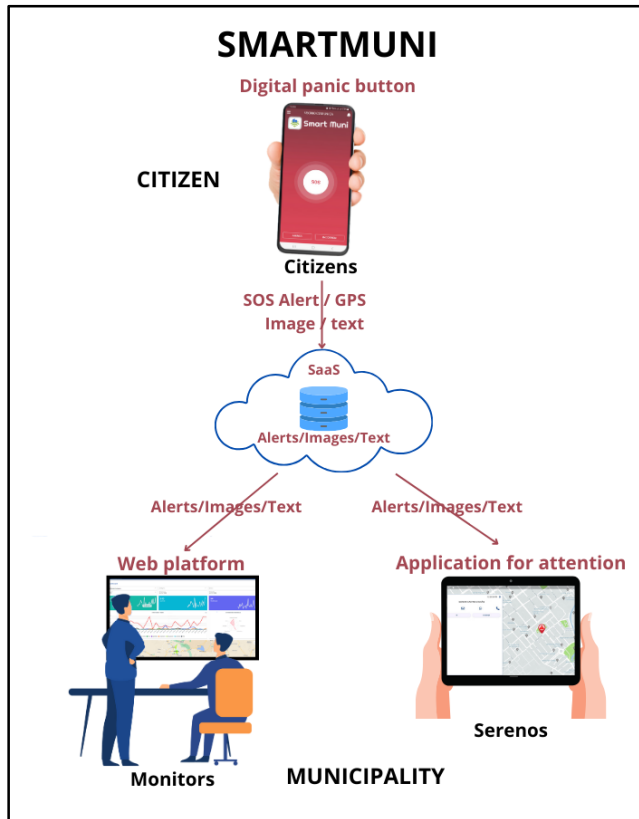 SMARTMUNI
Digital panic button
Smart Muni
SOS
CITIZEN
Citizens
SOS Alert / GPS
Image / text
SaaS
Alerts/Images/Text
Alerts/Images/Text
Alerts/Images/Text
Web platform
Application for attention
Serenos
Monitors
MUNICIPALITY